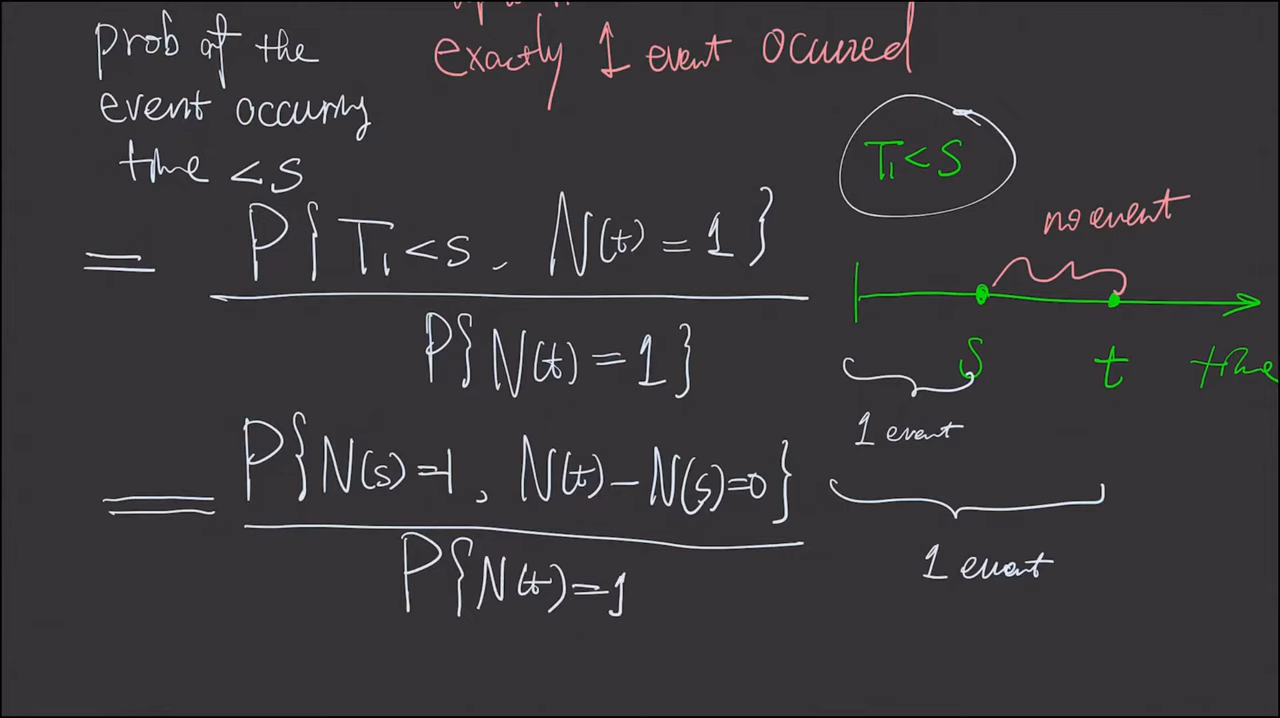 prob of the
event occurring
time < S
exactly 1 event occured
T₁ < S
no event
= P{ T₁ < s, N(t) = 1 }
P{ N(t) = 1 }
S t time
1 event
= P{ N(s) = 1, N(t) - N(s) = 0 }
P{ N(t) = 1
1 event